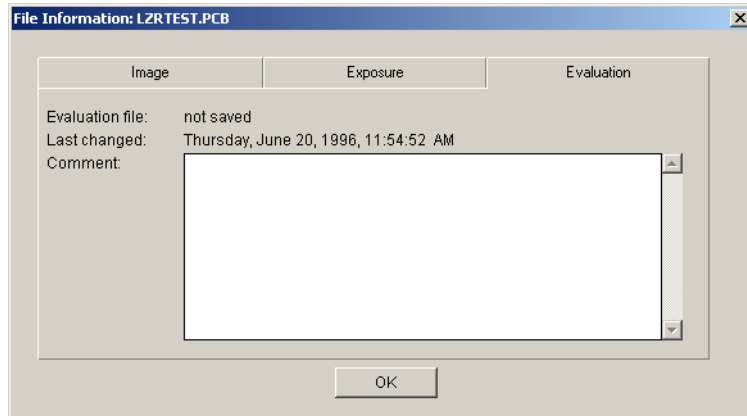 File Information: LZRTEST.PCB
Image Exposure Evaluation
Evaluation file: not saved
Last changed: Thursday, June 20, 1996, 11:54:52 AM
Comment:
OK